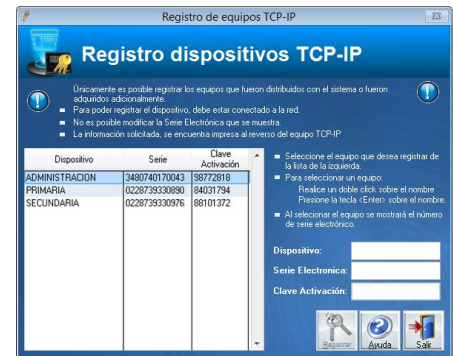 Registro de equipos TCP-IP
Registro dispositivos TCP-IP
Únicamente es posible registrar los equipos que fueron distribuidos con el sistema o fueron
adquiridos adicionalmente.
Para poder registrar el dispositivo, debe estar conectado a la red.
No es posible modificar la Serie Electrónica que se muestra.
La información solicitada, se encuentra impresa al reverso del equipo TCP-IP
Dispositivo Serie Clave
Activación
ADMINISTRACION 3480740170043 98772818
PRIMARIA 0228739330890 84031794
SECUNDARIA 0228739330976 88101372
Seleccione el equipo que desea registrar de
la lista de la izquierda.
Para seleccionar un equipo:
Realice un doble click sobre el nombre
Presione la tecla <Enter> sobre el nombre.
Al selecionar el equipo se mostrará el número
de serie electrónico.
Dispositivo:
Serie Electronica:
Clave Activación:
Registrar Ayuda Salir